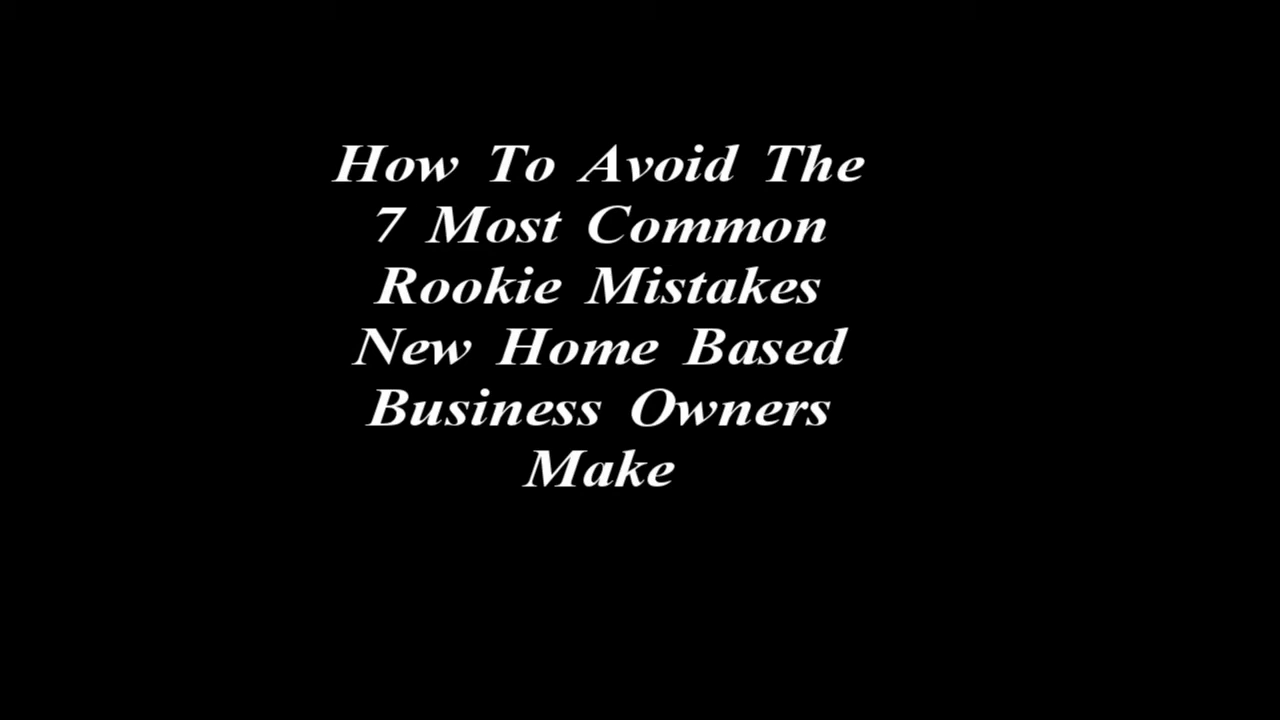 How To Avoid The
7 Most Common
Rookie Mistakes
New Home Based
Business Owners
Make